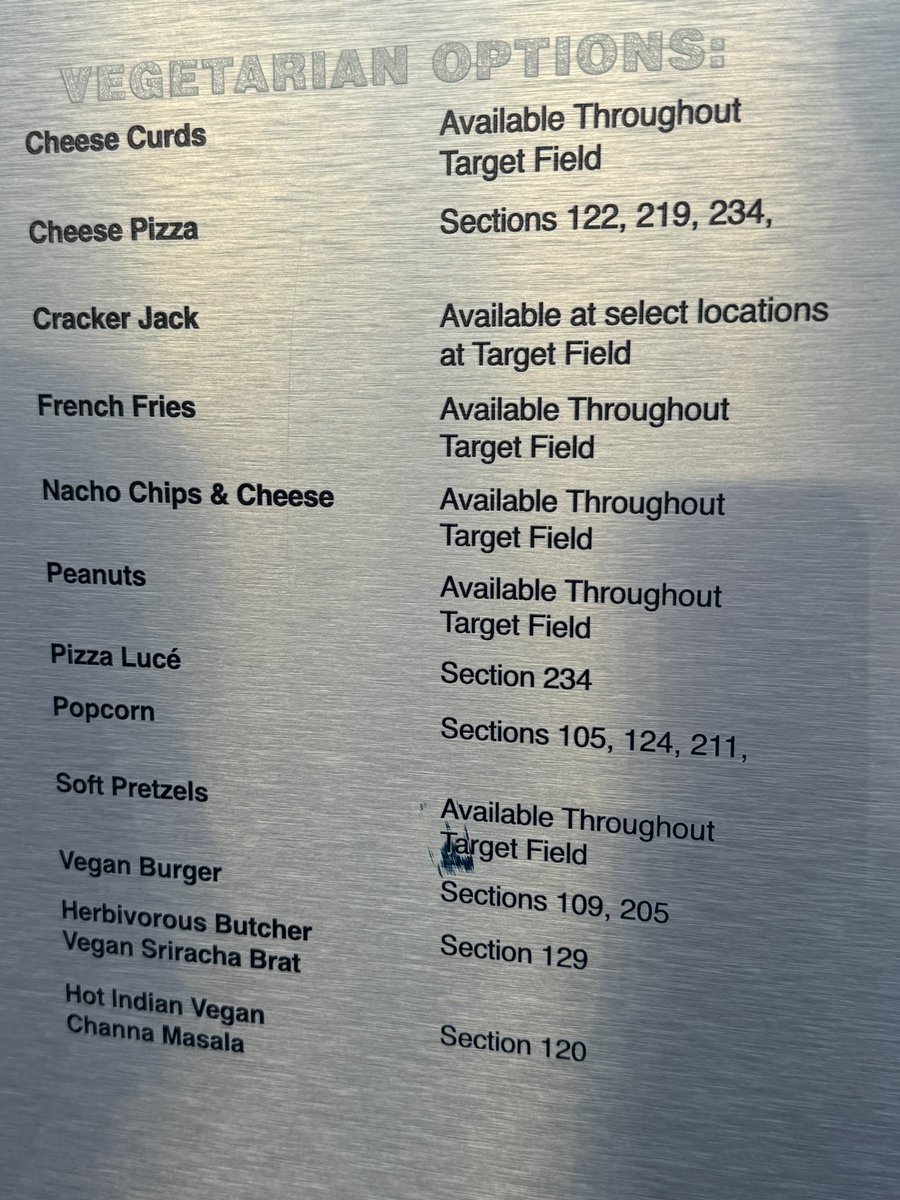 VEGETARIAN OPTIONS:
Cheese Curds
Available Throughout
Target Field
Cheese Pizza
Sections 122, 219, 234,
Cracker Jack
Available at select locations
at Target Field
French Fries
Available Throughout
Target Field
Nacho Chips & Cheese
Available Throughout
Target Field
Peanuts
Available Throughout
Target Field
Pizza Lucé
Section 234
Popcorn
Sections 105, 124, 211,
Soft Pretzels
Available Throughout
Target Field
Vegan Burger
Sections 109, 205
Herbivorous Butcher
Vegan Sriracha Brat
Section 129
Hot Indian Vegan
Channa Masala
Section 120